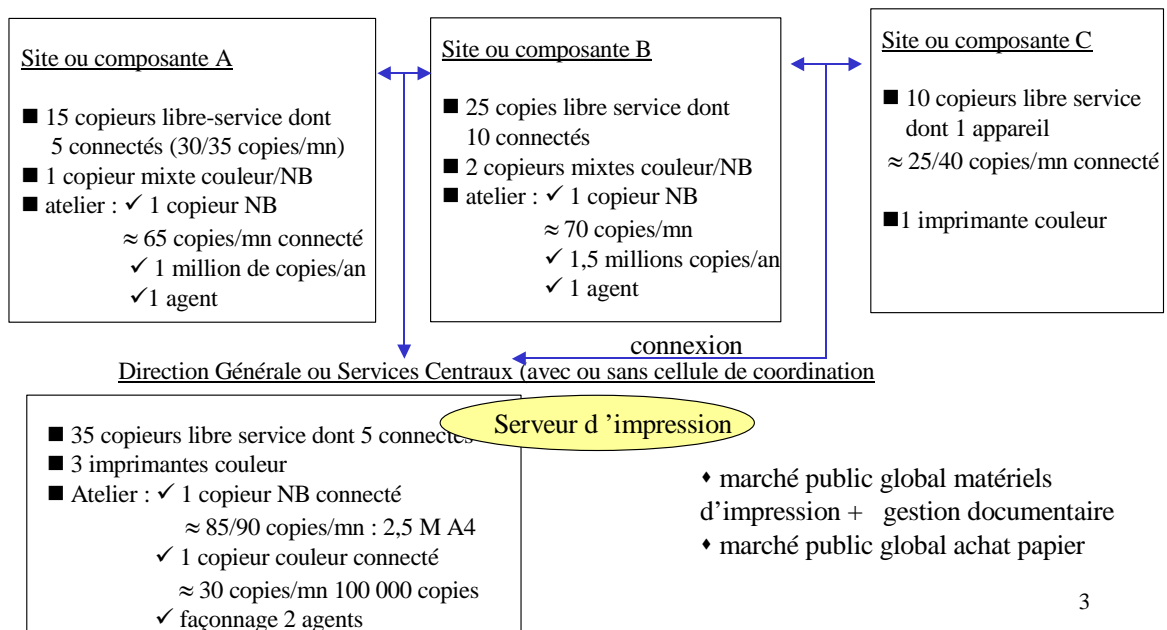 Site ou composante A
■ 15 copieurs libre-service dont
5 connectés (30/35 copies/mn)
■ 1 copieur mixte couleur/NB
■ atelier : ✓ 1 copieur NB
≈ 65 copies/mn connecté
✓ 1 million de copies/an
✓1 agent
Site ou composante B
■ 25 copies libre service dont
10 connectés
■ 2 copieurs mixtes couleur/NB
■ atelier : ✓ 1 copieur NB
≈ 70 copies/mn
✓ 1,5 millions copies/an
✓ 1 agent
Site ou composante C
■ 10 copieurs libre service
dont 1 appareil
≈ 25/40 copies/mn connecté
■1 imprimante couleur
connexion
Direction Générale ou Services Centraux (avec ou sans cellule de coordination
Serveur d ’impression
■ 35 copieurs libre service dont 5 connectés
■ 3 imprimantes couleur
■ Atelier : ✓ 1 copieur NB connecté
≈ 85/90 copies/mn : 2,5 M A4
✓ 1 copieur couleur connecté
≈ 30 copies/mn 100 000 copies
✓ façonnage 2 agents
♦ marché public global matériels
d’impression + gestion documentaire
♦ marché public global achat papier
3